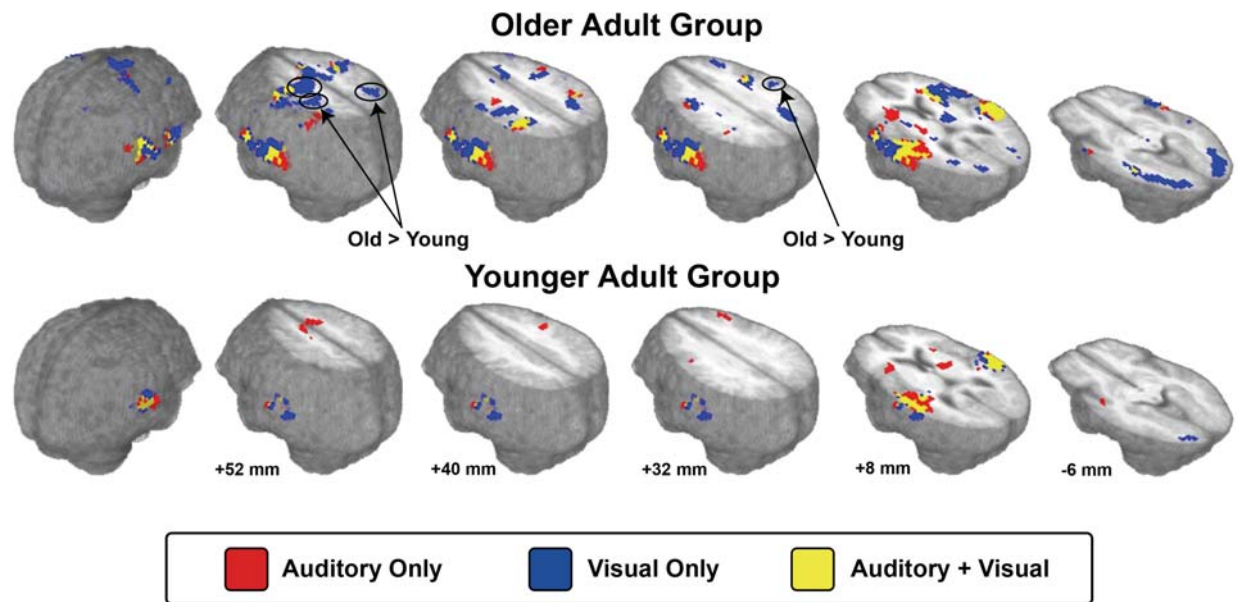 Older Adult Group
Old > Young
Old > Young
Younger Adult Group
+52 mm
+40 mm
+32 mm
+8 mm
-6 mm
Auditory Only
Visual Only
Auditory + Visual